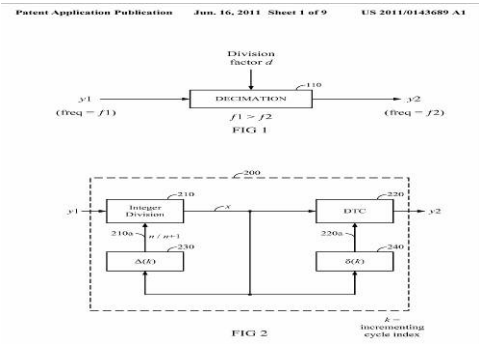 Patent Application Publication Jun. 16, 2011 Sheet 1 of 9 US 2011/0143689 A1
Division
factor d
110
y1 DECIMATION y2
(freq = f1) (freq = f2)
f1 > f2
FIG 1
200
210 220
y1 Integer Division x DTC y2
210a n / n+1 220a
230 240
Δ(k) δ(k)
k =
incrementing
cycle index
FIG 2